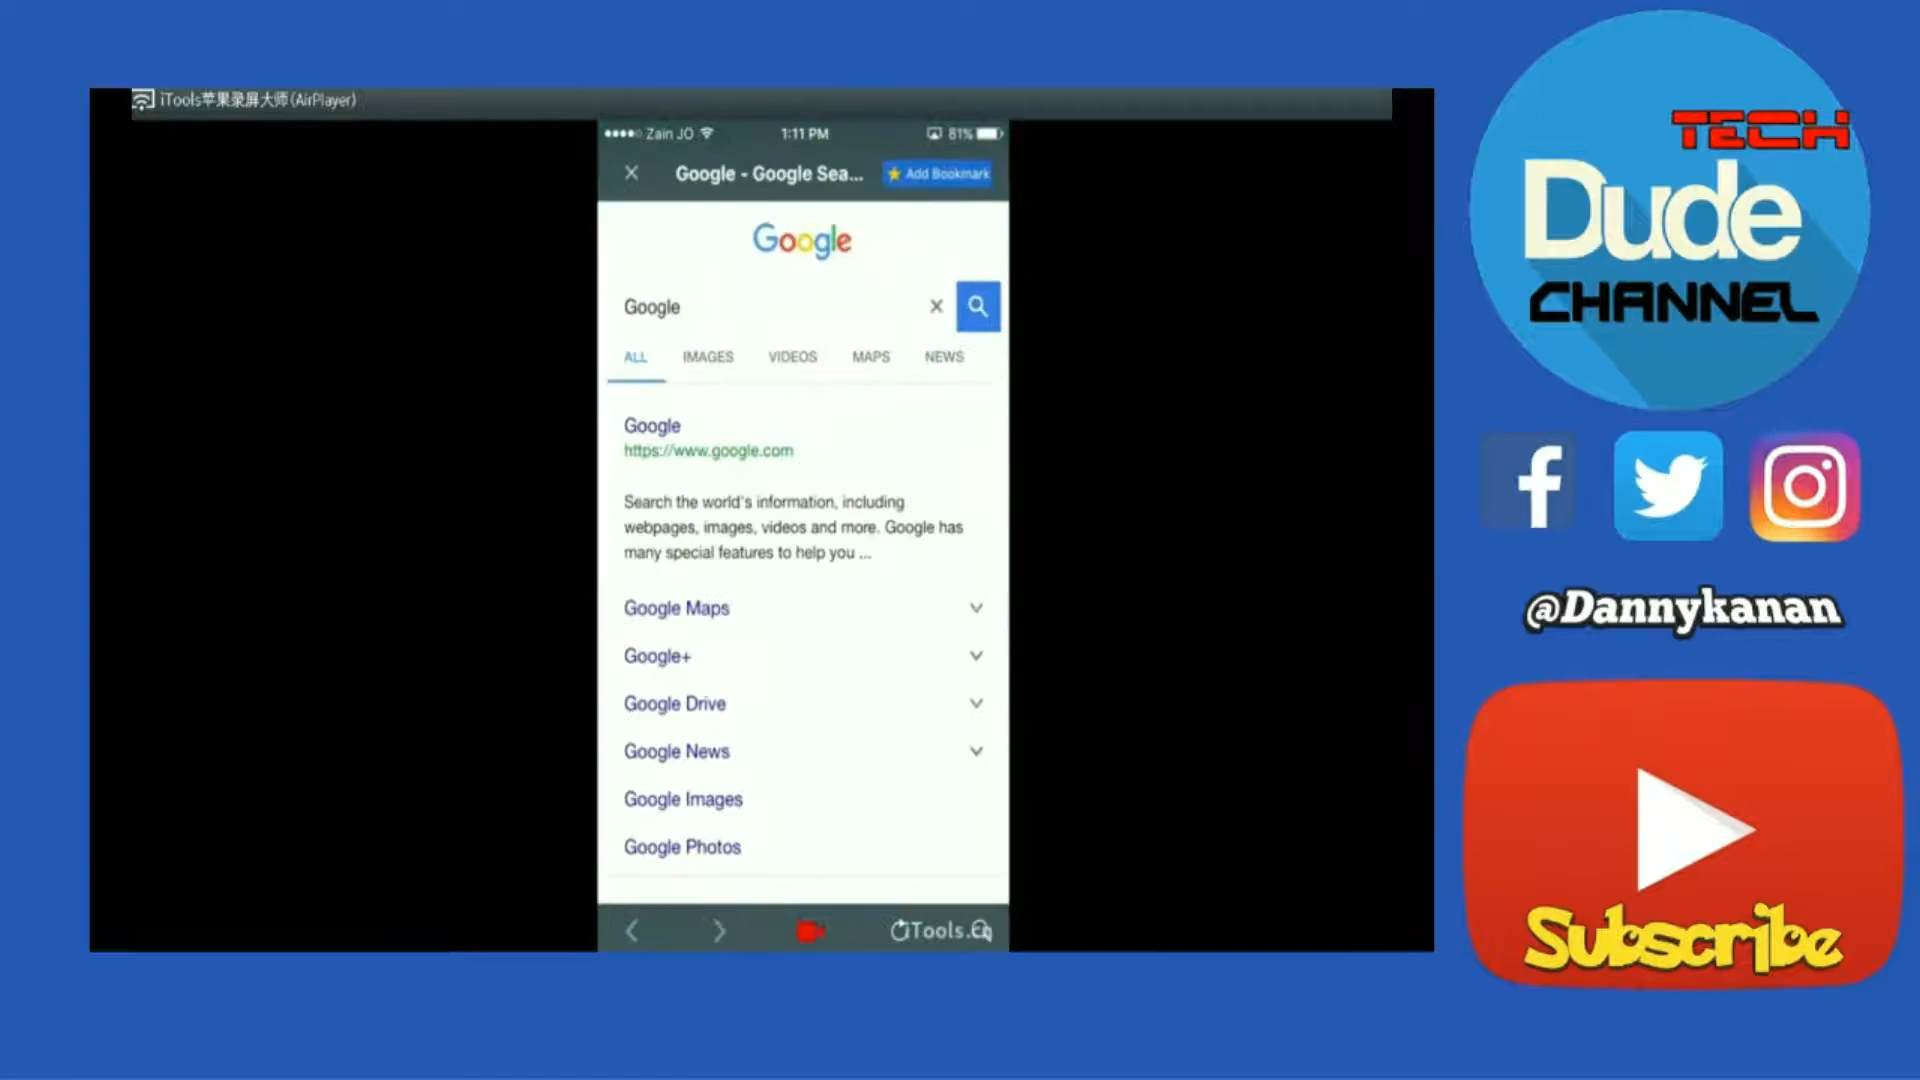 iTools苹果录屏大师(AirPlayer)
Zain JO
1:11 PM
81%
Google - Google Sea...
Add Bookmark
Google
Google
ALL
IMAGES
VIDEOS
MAPS
NEWS
Google
https://www.google.com
Search the world's information, including
webpages, images, videos and more. Google has
many special features to help you ...
Google Maps
Google+
Google Drive
Google News
Google Images
Google Photos
TECH
Dude
CHANNEL
@Dannykanan
Subscribe